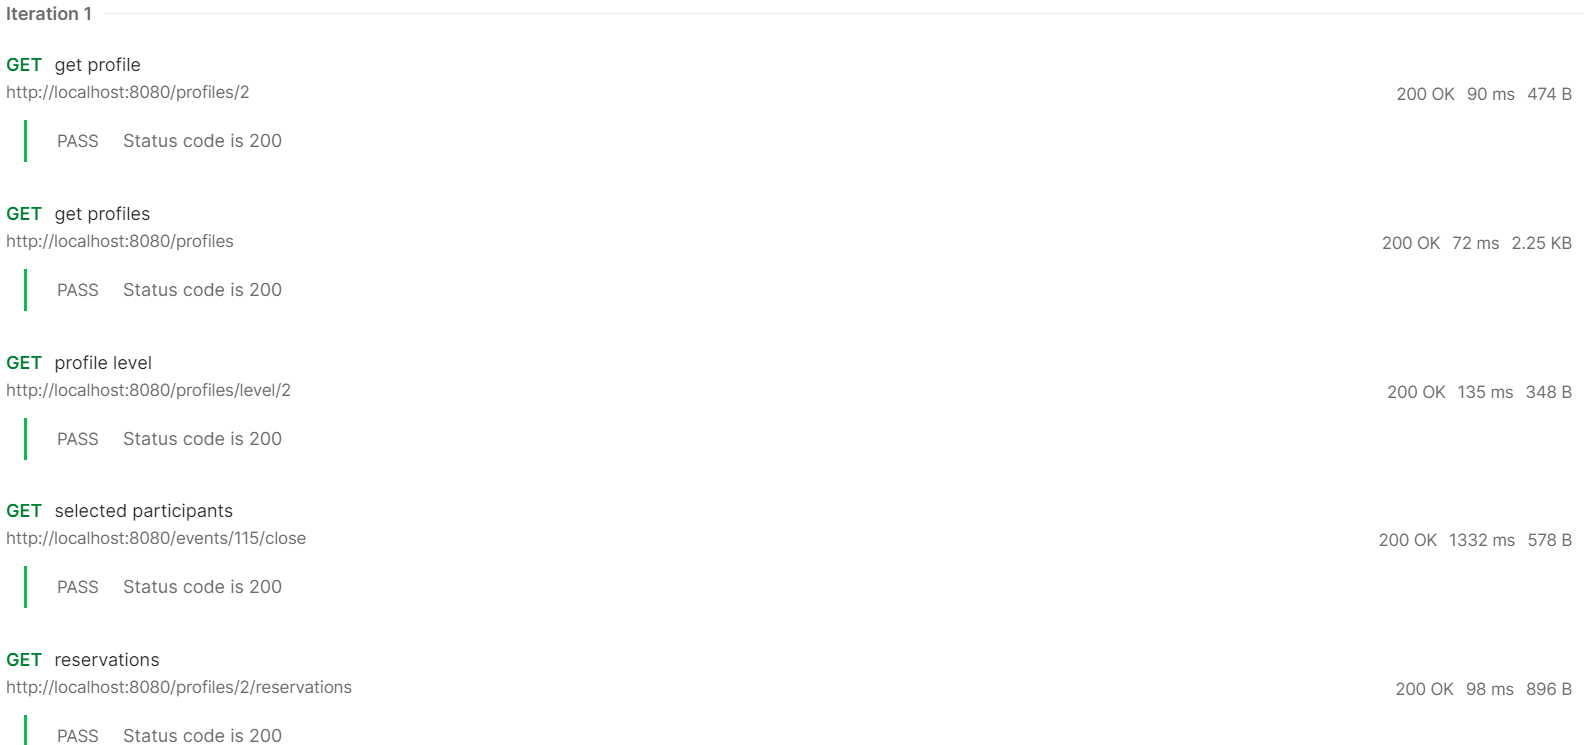 Iteration 1
GET get profile
http://localhost:8080/profiles/2 200 OK 90 ms 474 B
PASS Status code is 200
GET get profiles
http://localhost:8080/profiles 200 OK 72 ms 2.25 KB
PASS Status code is 200
GET profile level
http://localhost:8080/profiles/level/2 200 OK 135 ms 348 B
PASS Status code is 200
GET selected participants
http://localhost:8080/events/115/close 200 OK 1332 ms 578 B
PASS Status code is 200
GET reservations
http://localhost:8080/profiles/2/reservations 200 OK 98 ms 896 B
PASS Status code is 200